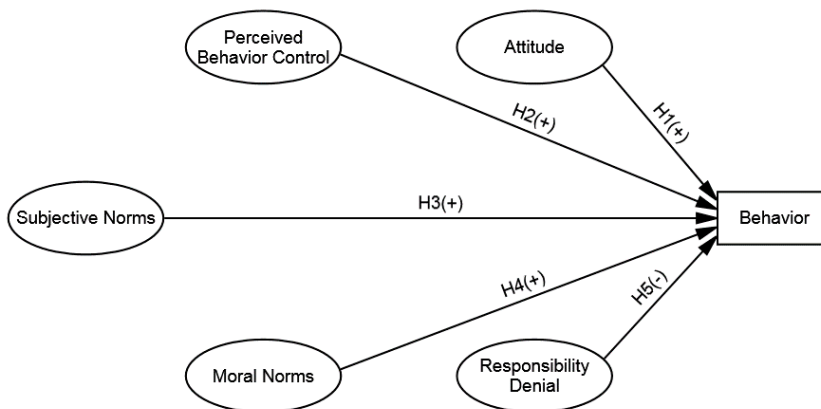 Perceived
Behavior Control
Attitude
H2(+)
H1(+)
Subjective Norms
H3(+)
Behavior
H4(+)
H5(-)
Moral Norms
Responsibility
Denial